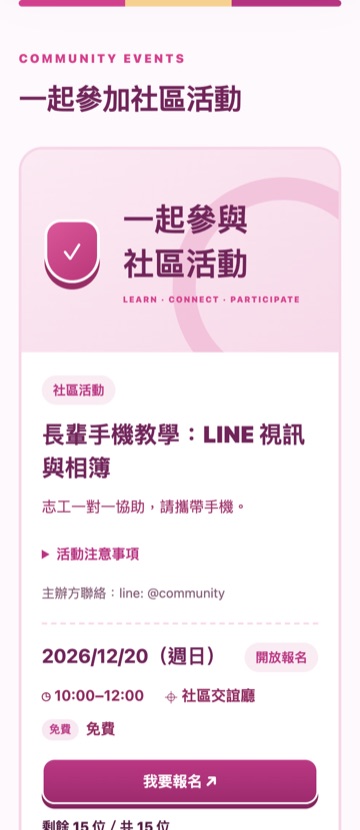 COMMUNITY EVENTS
一起參加社區活動
一起參與
社區活動
LEARN · CONNECT · PARTICIPATE
社區活動
長輩手機教學：LINE 視訊
與相簿
志工一對一協助，請攜帶手機。
▶ 活動注意事項
主辦方聯絡：line: @community
2026/12/20（週日） 開放報名
◷ 10:00–12:00 ⌖ 社區交誼廳
免費 免費
我要報名 ↗
剩餘 15 位 / 共 15 位